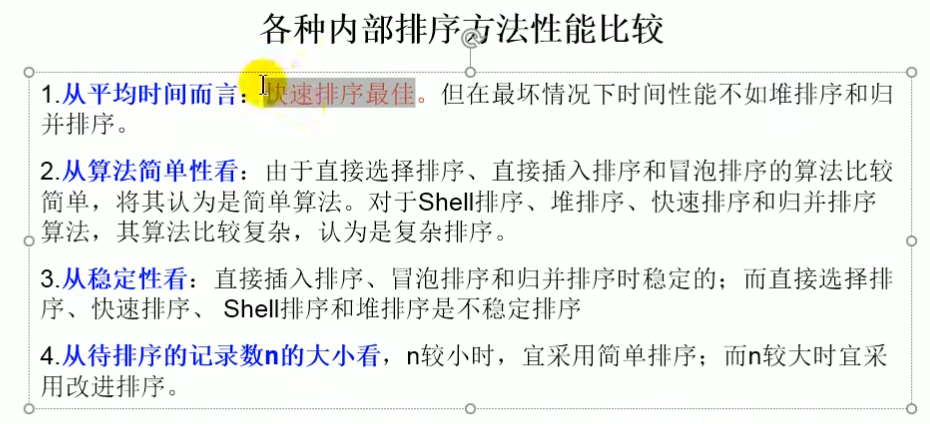 各种内部排序方法性能比较
1.从平均时间而言：快速排序最佳。但在最坏情况下时间性能不如堆排序和归
并排序。
2.从算法简单性看：由于直接选择排序、直接插入排序和冒泡排序的算法比较
简单，将其认为是简单算法。对于Shell排序、堆排序、快速排序和归并排序
算法，其算法比较复杂，认为是复杂排序。
3.从稳定性看：直接插入排序、冒泡排序和归并排序时稳定的；而直接选择排
序、快速排序、 Shell排序和堆排序是不稳定排序
4.从待排序的记录数n的大小看，n较小时，宜采用简单排序；而n较大时宜采
用改进排序。